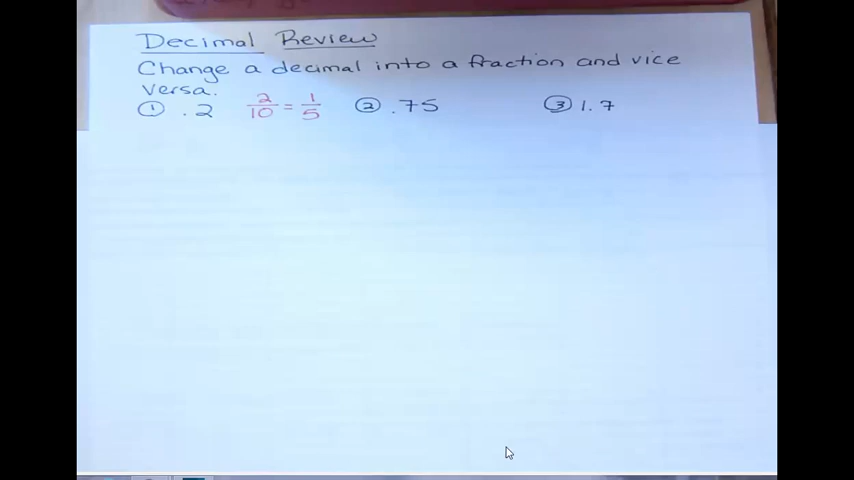 Decimal Review
Change a decimal into a fraction and vice
versa.
① .2 2/10 = 1/5 ② .75 ③ 1.7